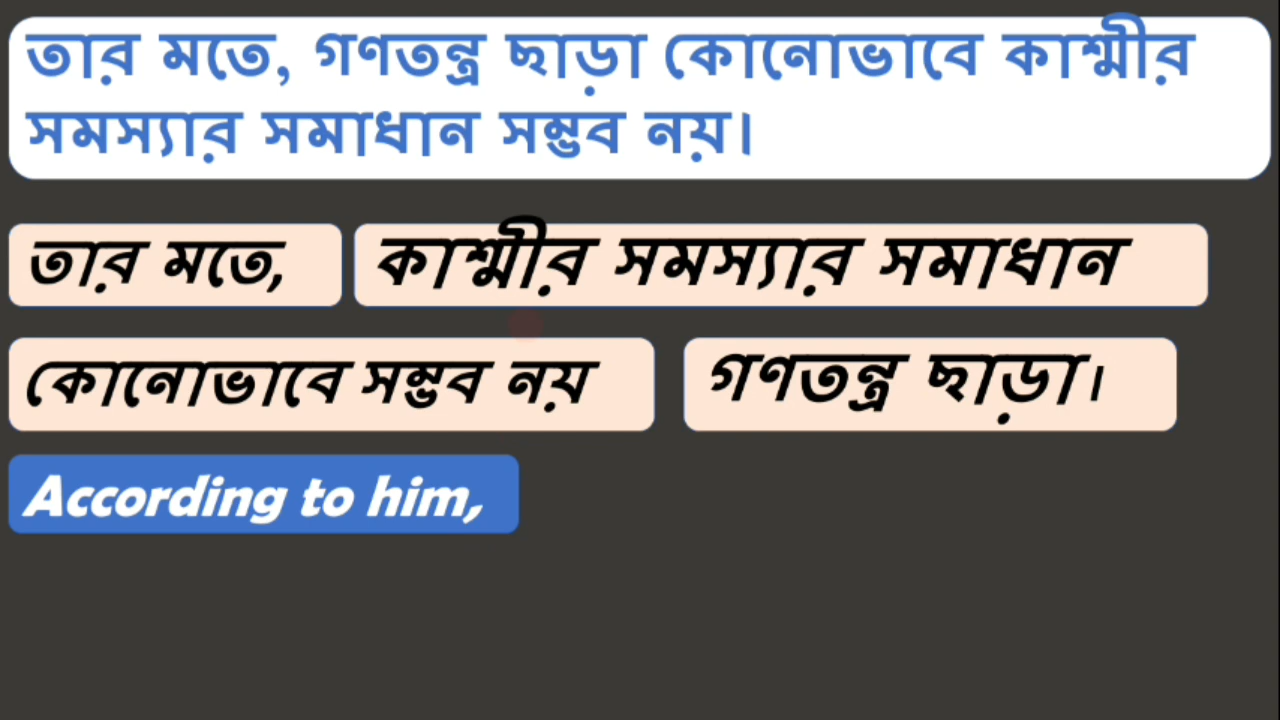 তার মতে, গণতন্ত্র ছাড়া কোনোভাবে কাশ্মীর
সমস্যার সমাধান সম্ভব নয়।
তার মতে, কাশ্মীর সমস্যার সমাধান
কোনোভাবে সম্ভব নয় গণতন্ত্র ছাড়া।
According to him,